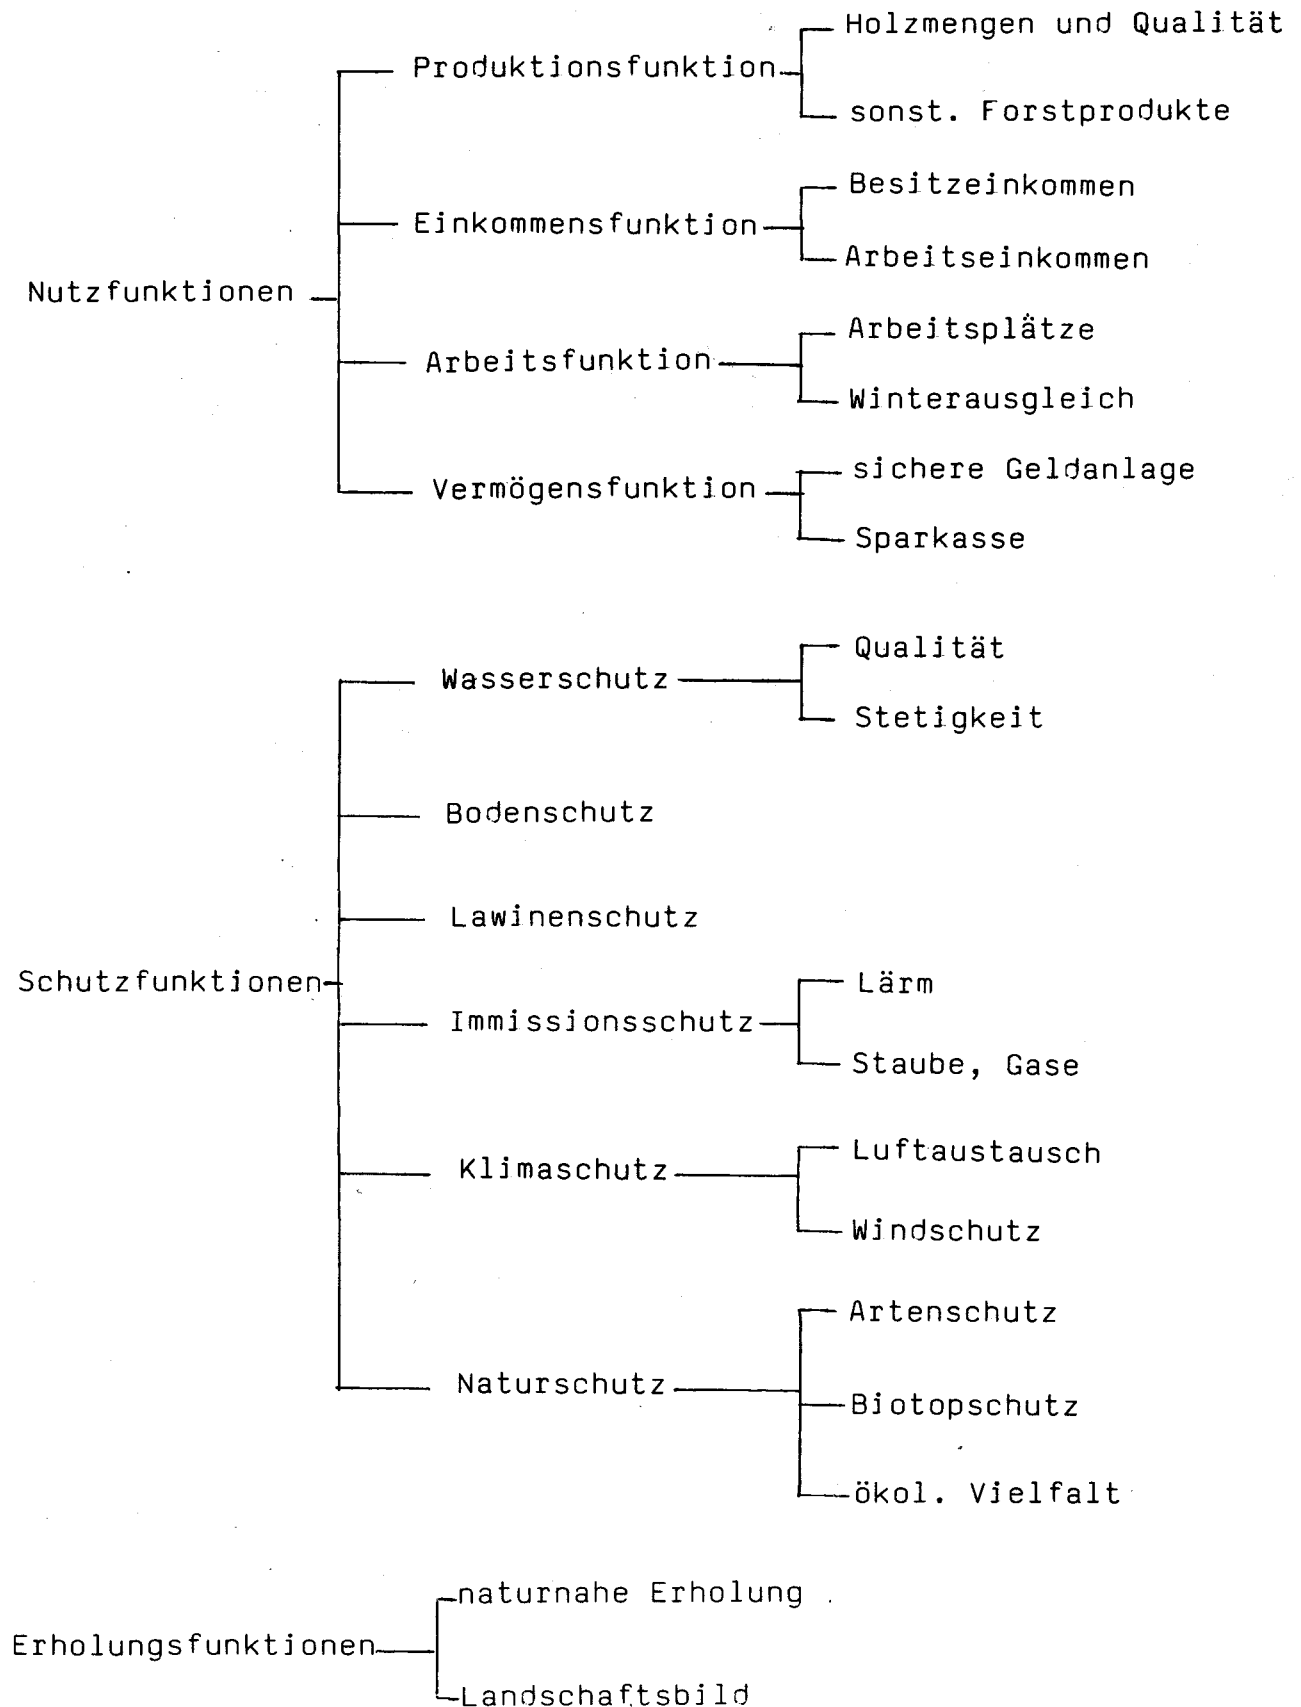 Holzmengen und Qualität
Produktionsfunktion
sonst. Forstprodukte
Besitzeinkommen
Einkommensfunktion
Arbeitseinkommen
Nutzfunktionen
Arbeitsplätze
Arbeitsfunktion
Winterausgleich
sichere Geldanlage
Vermögensfunktion
Sparkasse
Qualität
Wasserschutz
Stetigkeit
Bodenschutz
Lawinenschutz
Schutzfunktionen
Lärm
Immissionsschutz
Staube, Gase
Luftaustausch
Klimaschutz
Windschutz
Artenschutz
Naturschutz
Biotopschutz
ökol. Vielfalt
naturnahe Erholung
Erholungsfunktionen
Landschaftsbild